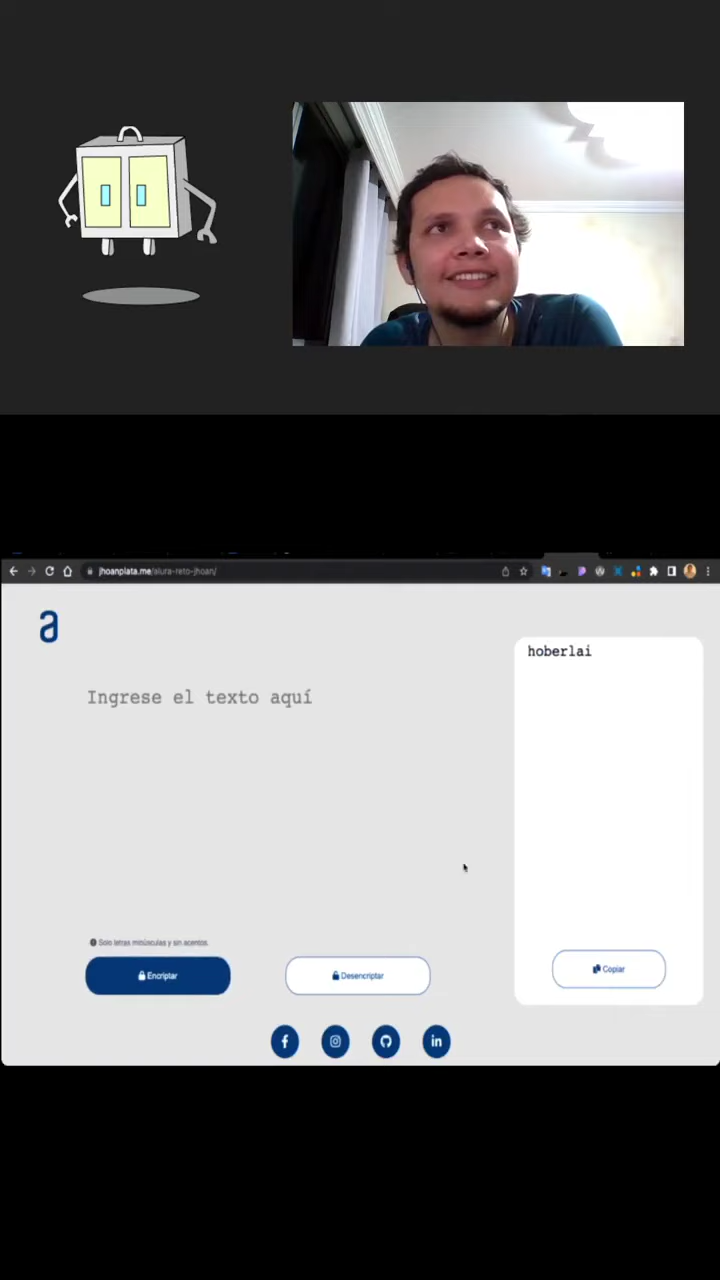 jhoanplata.me/alura-reto-jhoan/
a
hoberlai
Ingrese el texto aquí
Solo letras minúsculas y sin acentos.
Encriptar
Desencriptar
Copiar